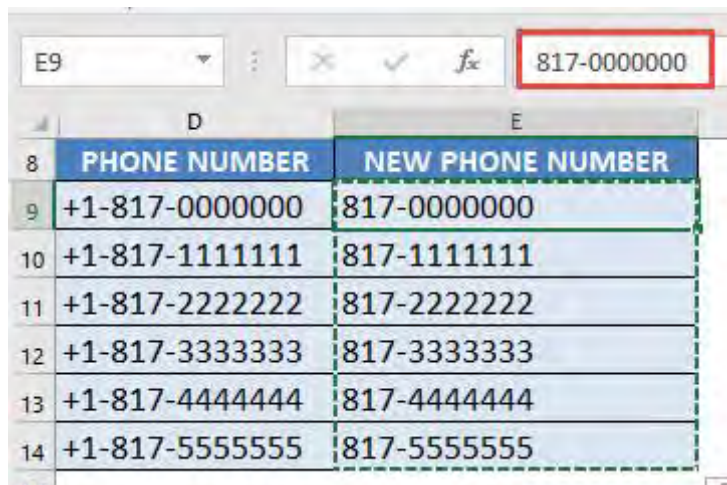 E9 fx 817-0000000
D E
8 PHONE NUMBER NEW PHONE NUMBER
9 +1-817-0000000 817-0000000
10 +1-817-1111111 817-1111111
11 +1-817-2222222 817-2222222
12 +1-817-3333333 817-3333333
13 +1-817-4444444 817-4444444
14 +1-817-5555555 817-5555555